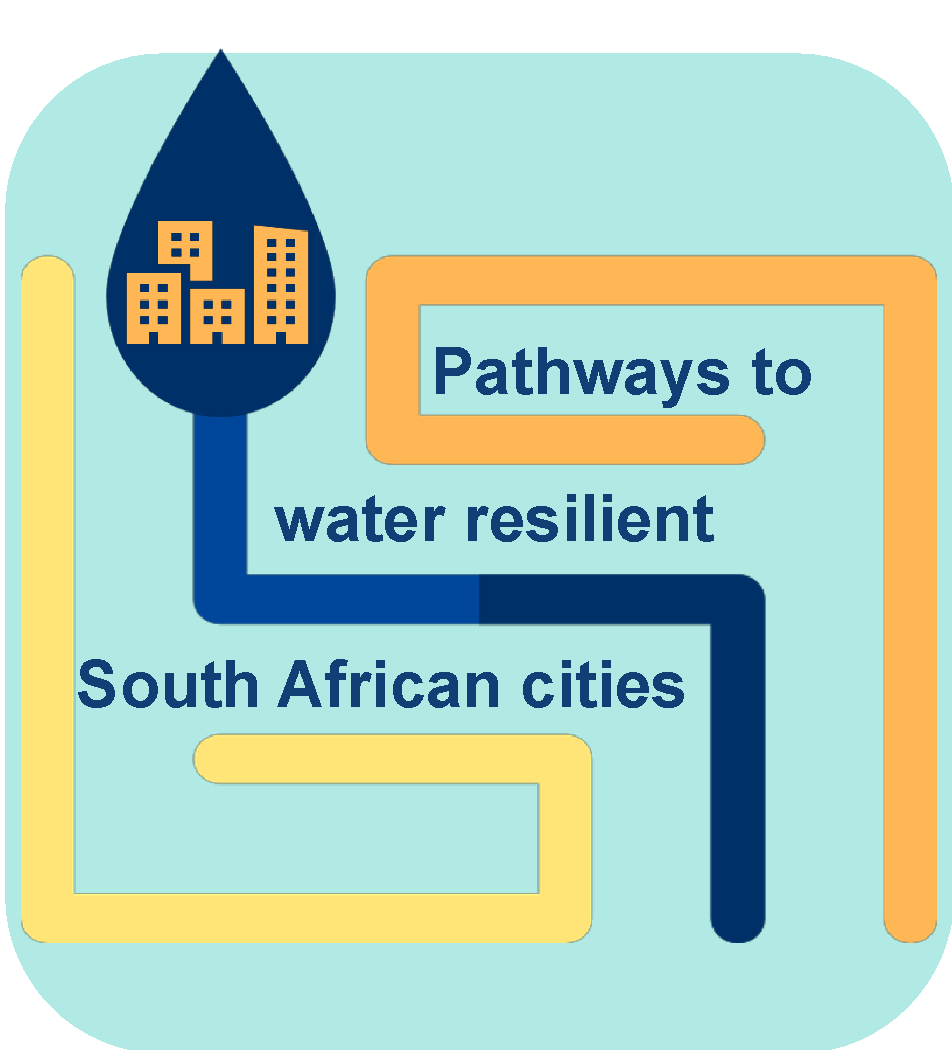 Pathways to
water resilient
South African cities